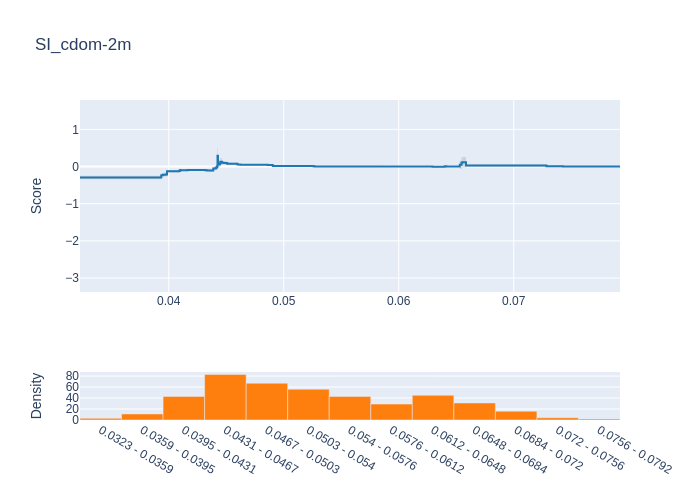 SI_cdom-2m
Score
1
0
−1
−2
−3
0.04
0.05
0.06
0.07
Density
80
60
40
20
0
0.0323 - 0.0359
0.0359 - 0.0395
0.0395 - 0.0431
0.0431 - 0.0467
0.0467 - 0.0503
0.0503 - 0.054
0.054 - 0.0576
0.0576 - 0.0612
0.0612 - 0.0648
0.0648 - 0.0684
0.0684 - 0.072
0.072 - 0.0756
0.0756 - 0.0792